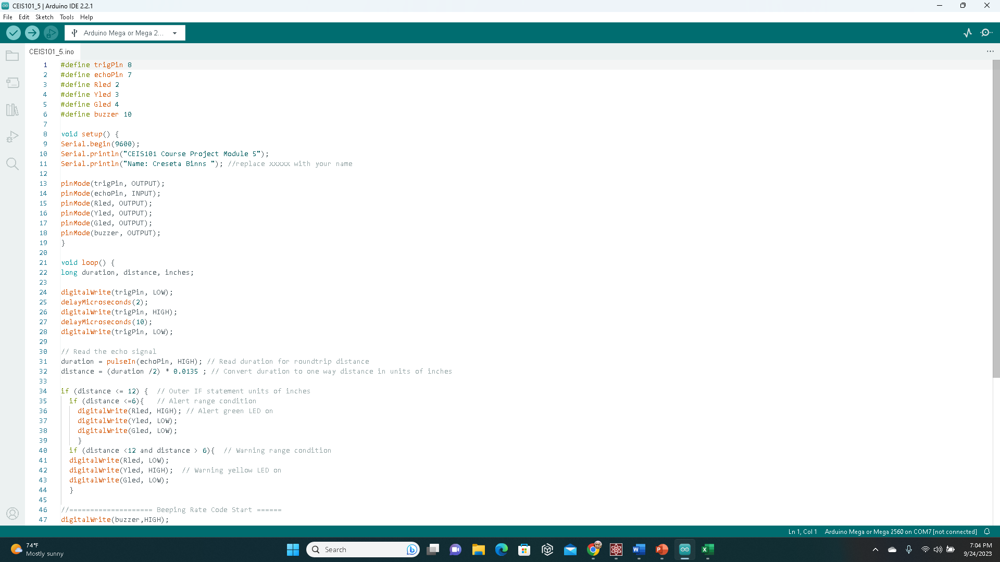 CEIS101_5 | Arduino IDE 2.2.1
File Edit Sketch Tools Help
Arduino Mega or Mega 2...
CEIS101_5.ino
1 #define trigPin 8
2 #define echoPin 7
3 #define Rled 2
4 #define Yled 3
5 #define Gled 4
6 #define buzzer 10
7
8 void setup() {
9 Serial.begin(9600);
10 Serial.println("CEIS101 Course Project Module 5");
11 Serial.println("Name: Creseta Binns "); //replace xxxxx with your name
12
13 pinMode(trigPin, OUTPUT);
14 pinMode(echoPin, INPUT);
15 pinMode(Rled, OUTPUT);
16 pinMode(Yled, OUTPUT);
17 pinMode(Gled, OUTPUT);
18 pinMode(buzzer, OUTPUT);
19 }
20
21 void loop() {
22 long duration, distance, inches;
23
24 digitalWrite(trigPin, LOW);
25 delayMicroseconds(2);
26 digitalWrite(trigPin, HIGH);
27 delayMicroseconds(10);
28 digitalWrite(trigPin, LOW);
29
30 // Read the echo signal
31 duration = pulseIn(echoPin, HIGH); // Read duration for roundtrip distance
32 distance = (duration /2) * 0.0135 ; // Convert duration to one way distance in units of inches
33
34 if (distance <= 12) {  // Outer IF statement units of inches
35 if (distance <=6){   // Alert range condition
36 digitalWrite(Rled, HIGH); // Alert green LED on
37 digitalWrite(Yled, LOW);
38 digitalWrite(Gled, LOW);
39 }
40 if (distance <12 and distance > 6){  // Warning range condition
41 digitalWrite(Rled, LOW);
42 digitalWrite(Yled, HIGH);  // Warning yellow LED on
43 digitalWrite(Gled, LOW);
44 }
45
46 //==================== Beeping Rate Code Start ======
47 digitalWrite(buzzer,HIGH);
Ln 1, Col 1 Arduino Mega or Mega 2560 on COM7 [not connected]
74°F
Mostly sunny
Search
7:04 PM
9/24/2023